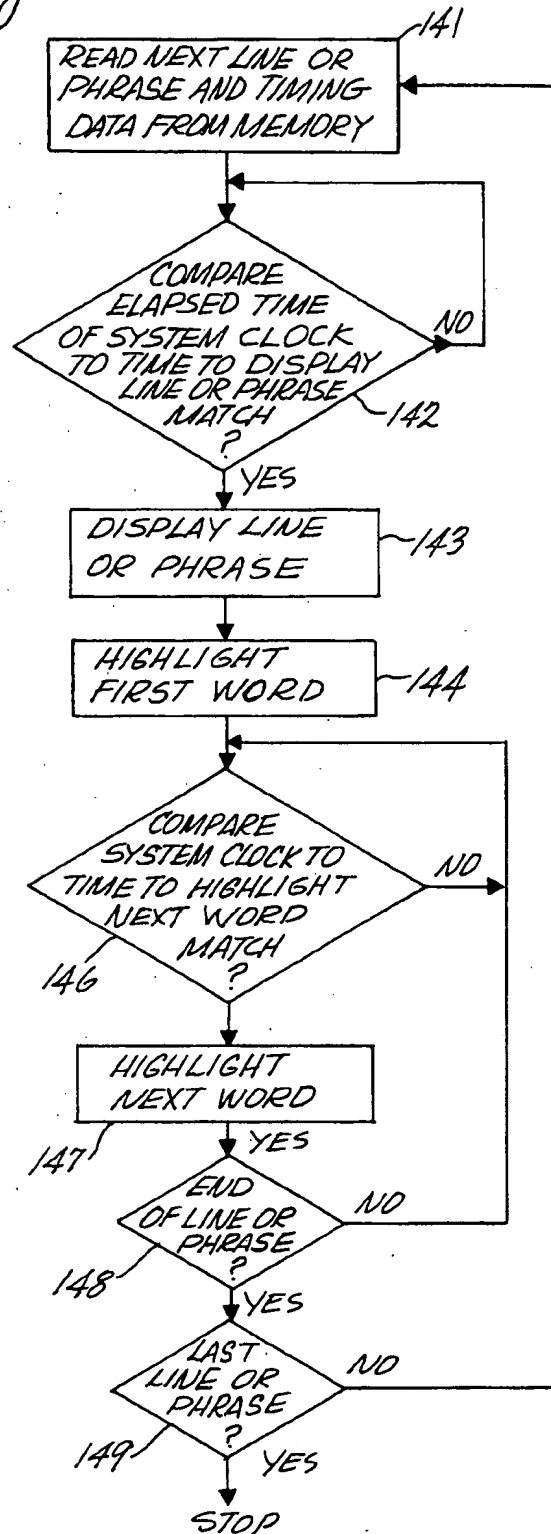 141
READ NEXT LINE OR
PHRASE AND TIMING
DATA FROM MEMORY
COMPARE
ELAPSED TIME
OF SYSTEM CLOCK
TO TIME TO DISPLAY
LINE OR PHRASE
MATCH
?
NO
142
YES
DISPLAY LINE
OR PHRASE
143
HIGHLIGHT
FIRST WORD
144
COMPARE
SYSTEM CLOCK TO
TIME TO HIGHLIGHT
NEXT WORD
MATCH
?
NO
146
HIGHLIGHT
NEXT WORD
147
YES
END
OF LINE OR
PHRASE
?
NO
148
YES
LAST
LINE OR
PHRASE
?
NO
149
YES
STOP